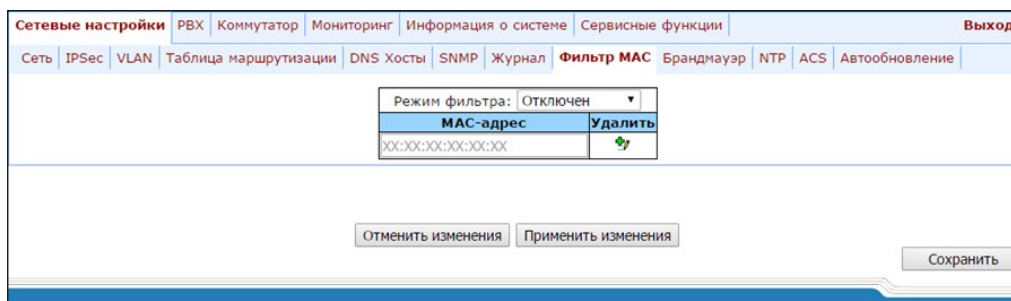 Сетевые настройки PBX Коммутатор Мониторинг Информация о системе Сервисные функции Выход
Сеть IPSec VLAN Таблица маршрутизации DNS Хосты SNMP Журнал Фильтр MAC Брандмауэр NTP ACS Автообновление
Режим фильтра: Отключен
MAC-адрес Удалить
XX:XX:XX:XX:XX:XX
Отменить изменения Применить изменения
Сохранить